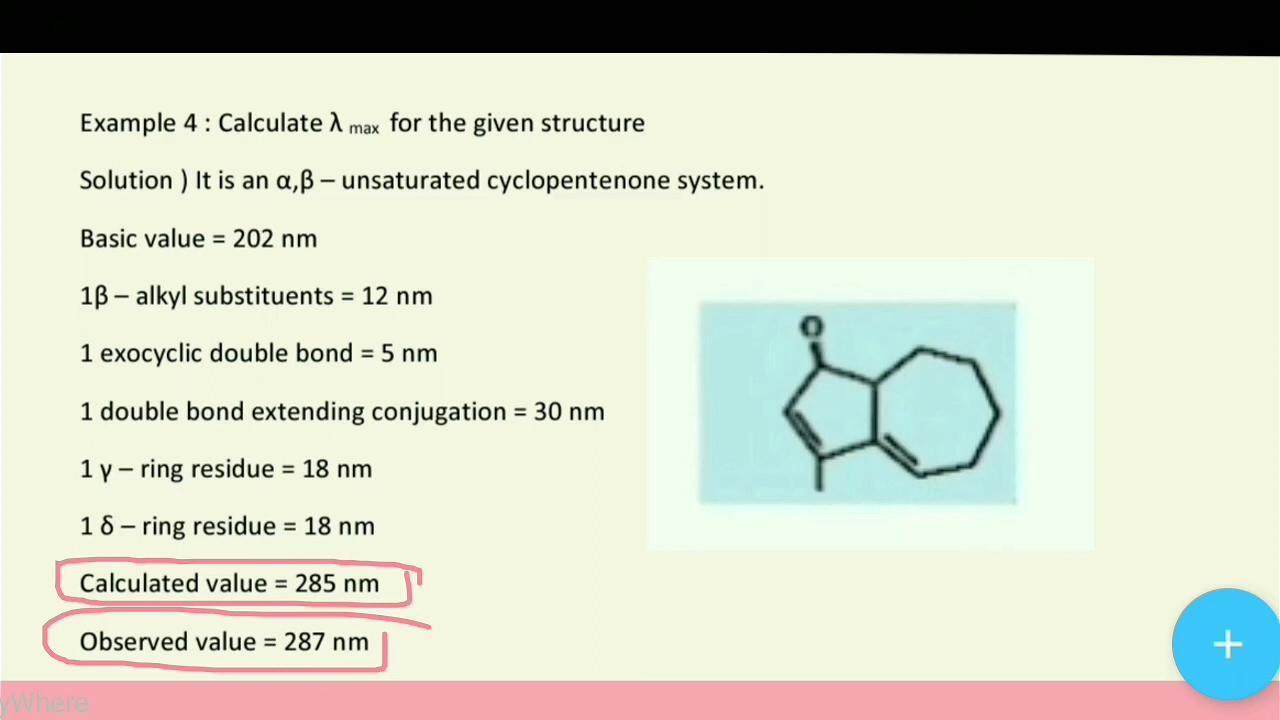 Example 4 : Calculate λ max for the given structure
Solution ) It is an α,β – unsaturated cyclopentenone system.
Basic value = 202 nm
1β – alkyl substituents = 12 nm
1 exocyclic double bond = 5 nm
1 double bond extending conjugation = 30 nm
1 γ – ring residue = 18 nm
1 δ – ring residue = 18 nm
Calculated value = 285 nm
Observed value = 287 nm
O
+
yWhere